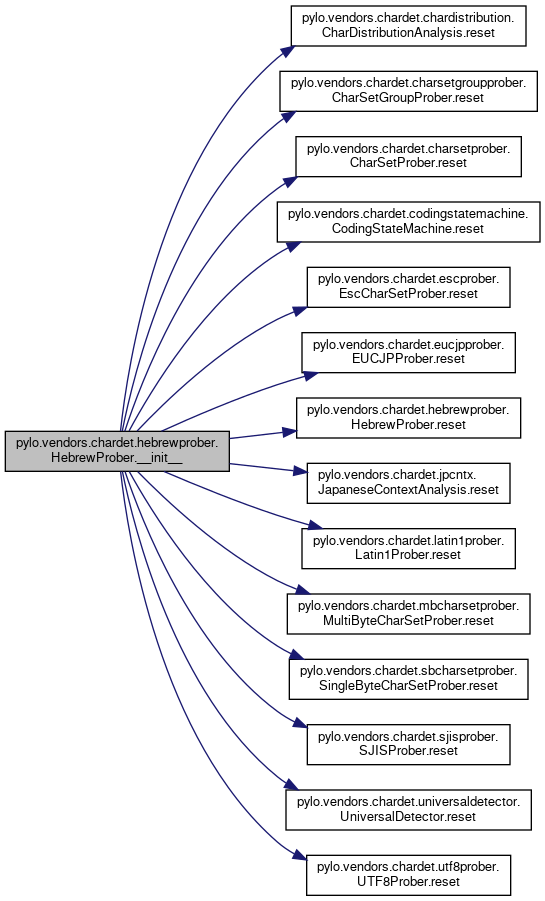 pylo.vendors.chardet.chardistribution.
CharDistributionAnalysis.reset
pylo.vendors.chardet.charsetgroupprober.
CharSetGroupProber.reset
pylo.vendors.chardet.charsetprober.
CharSetProber.reset
pylo.vendors.chardet.codingstatemachine.
CodingStateMachine.reset
pylo.vendors.chardet.escprober.
EscCharSetProber.reset
pylo.vendors.chardet.eucjpprober.
EUCJPProber.reset
pylo.vendors.chardet.hebrewprober.
HebrewProber.reset
pylo.vendors.chardet.hebrewprober.
HebrewProber.__init__
pylo.vendors.chardet.jpcntx.
JapaneseContextAnalysis.reset
pylo.vendors.chardet.latin1prober.
Latin1Prober.reset
pylo.vendors.chardet.mbcharsetprober.
MultiByteCharSetProber.reset
pylo.vendors.chardet.sbcharsetprober.
SingleByteCharSetProber.reset
pylo.vendors.chardet.sjisprober.
SJISProber.reset
pylo.vendors.chardet.universaldetector.
UniversalDetector.reset
pylo.vendors.chardet.utf8prober.
UTF8Prober.reset